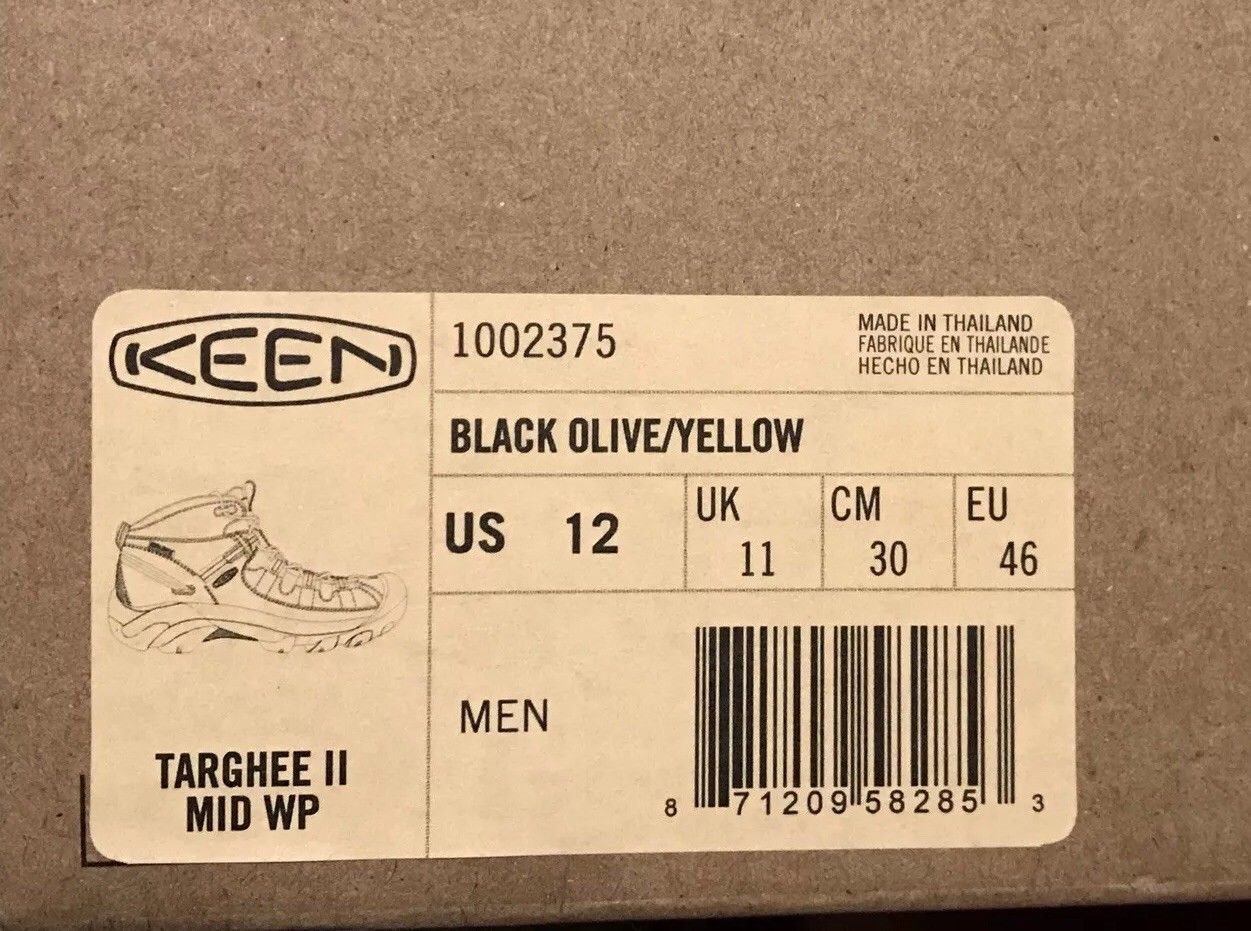 KEEN
1002375
MADE IN THAILAND
FABRIQUE EN THAILANDE
HECHO EN THAILAND
BLACK OLIVE/YELLOW
US 12
UK 11
CM 30
EU 46
MEN
TARGHEE II
MID WP
8 71209 58285 3